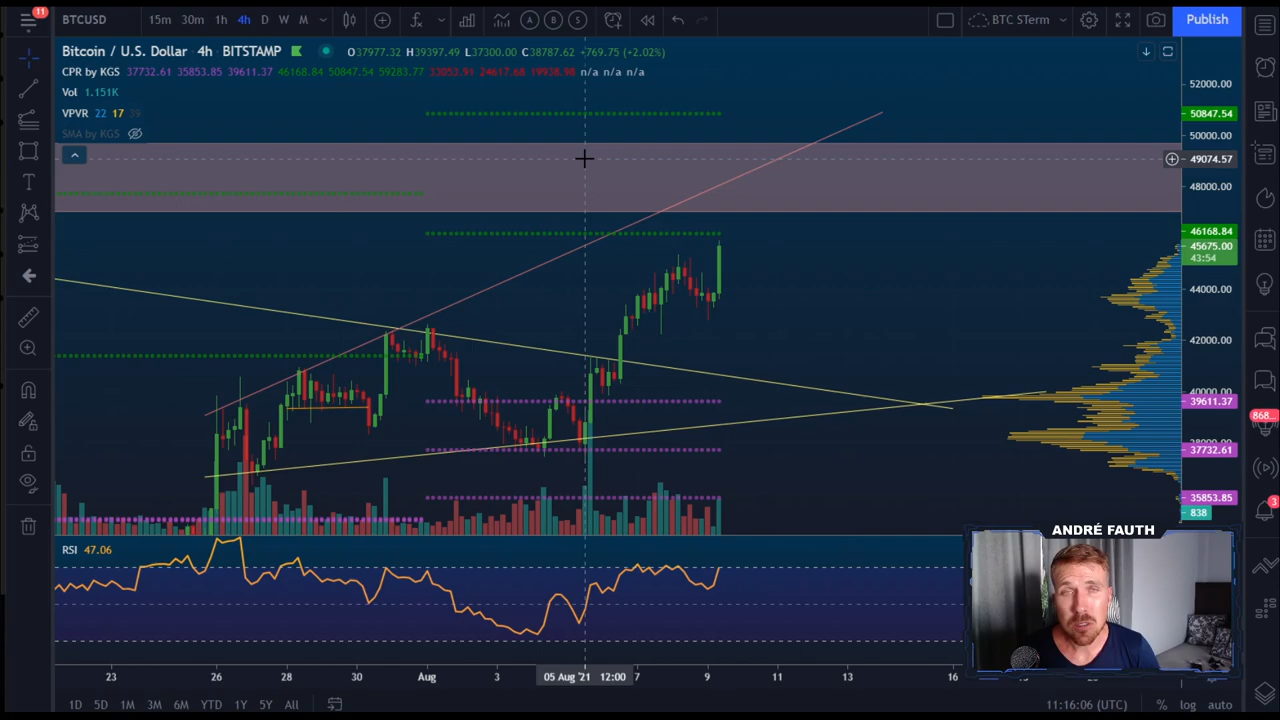 11
BTCUSD 15m 30m 1h 4h D W M A B S BTC STerm Publish
Bitcoin / U.S. Dollar 4h BITSTAMP O37977.32 H39397.49 L37300.00 C38787.62 +769.75 (+2.02%)
CPR by KGS 37732.61 35853.85 39611.37 46168.84 50847.54 59283.77 33053.91 24617.68 19938.98 n/a n/a n/a
Vol 1.151K
VPVR 22 17 39
SMA by KGS
52000.00
50847.54
50000.00
49074.57
48000.00
46168.84
45675.00
43:54
44000.00
42000.00
40000.00
39611.37
38000.00
37732.61
35853.85
838
868...
3
RSI 47.06
ANDRÉ FAUTH
23 26 28 30 Aug 3 05 Aug '21 12:00 7 9 11 13 16
1D 5D 1M 3M 6M YTD 1Y 5Y All 11:16:06 (UTC) % log auto